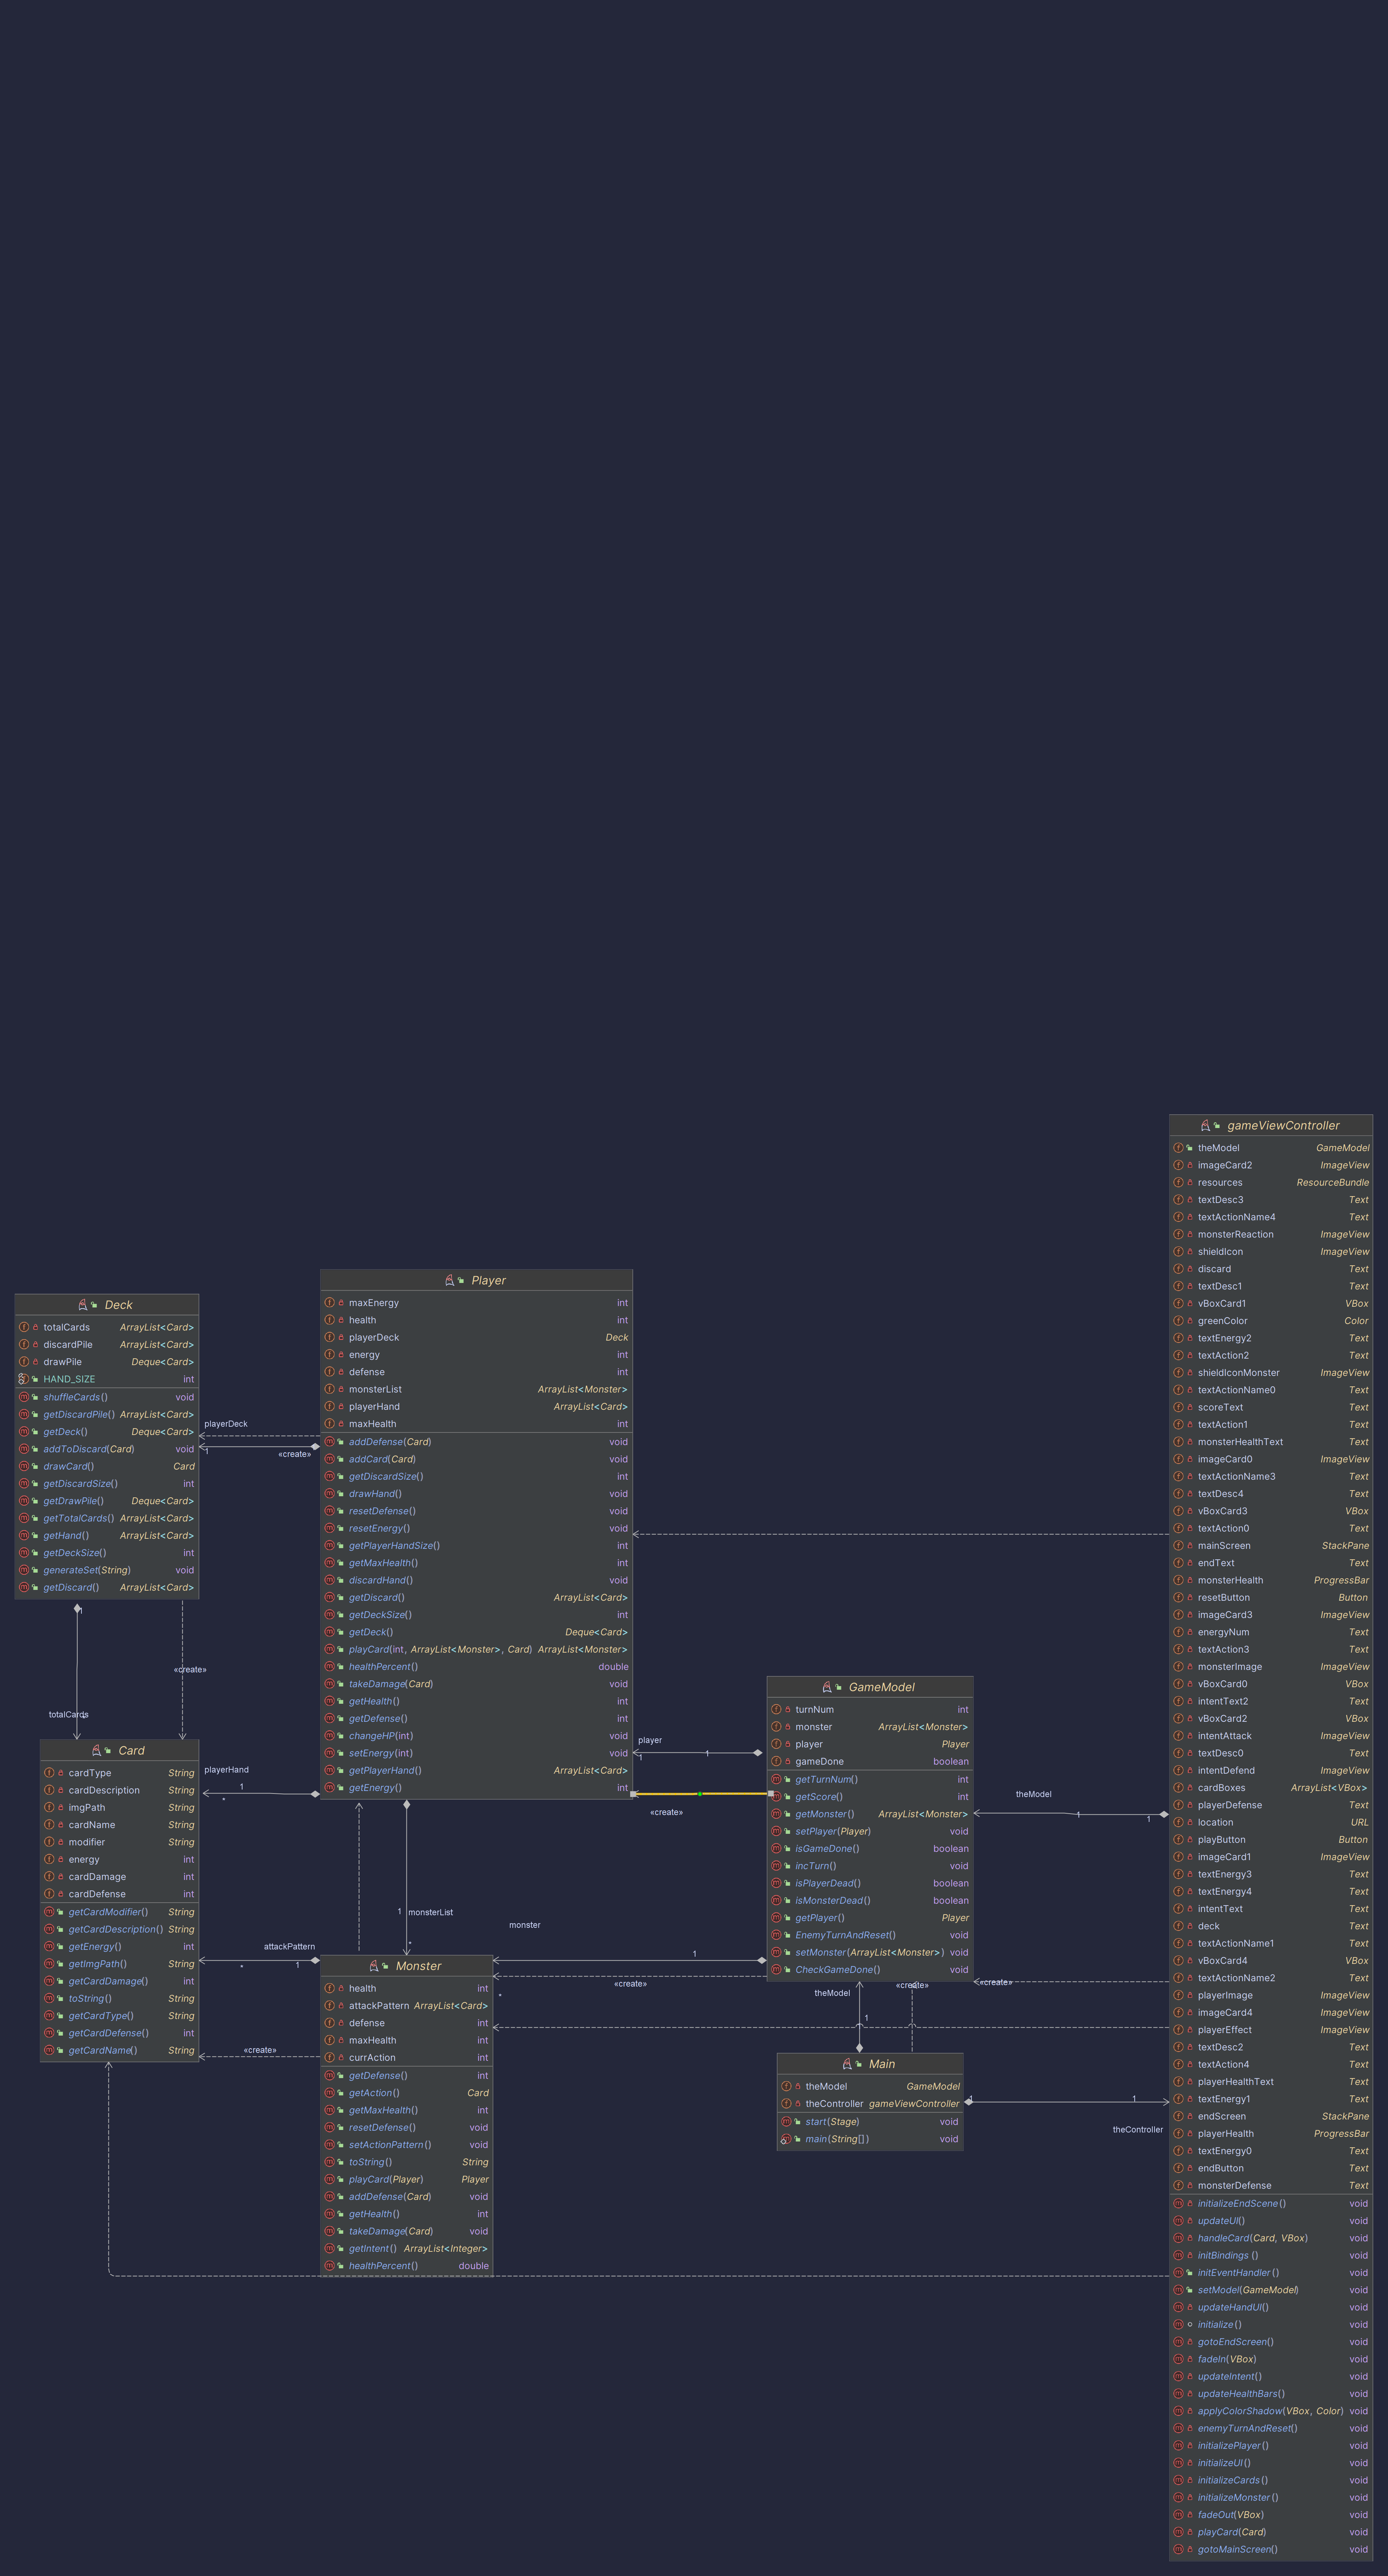 gameViewController
theModel GameModel
imageCard2 ImageView
resources ResourceBundle
textDesc3 Text
textActionName4 Text
monsterReaction ImageView
shieldIcon ImageView
discard Text
textDesc1 Text
vBoxCard1 VBox
greenColor Color
textEnergy2 Text
textAction2 Text
shieldIconMonster ImageView
textActionName0 Text
scoreText Text
textAction1 Text
monsterHealthText Text
imageCard0 ImageView
textActionName3 Text
textDesc4 Text
vBoxCard3 VBox
textAction0 Text
mainScreen StackPane
endText Text
monsterHealth ProgressBar
resetButton Button
imageCard3 ImageView
energyNum Text
textAction3 Text
monsterImage ImageView
vBoxCard0 VBox
intentText2 Text
vBoxCard2 VBox
intentAttack ImageView
textDesc0 Text
intentDefend ImageView
cardBoxes ArrayList<VBox>
playerDefense Text
location URL
playButton Button
imageCard1 ImageView
textEnergy3 Text
textEnergy4 Text
intentText Text
deck Text
textActionName1 Text
vBoxCard4 VBox
textActionName2 Text
playerImage ImageView
imageCard4 ImageView
playerEffect ImageView
textDesc2 Text
textAction4 Text
playerHealthText Text
textEnergy1 Text
endScreen StackPane
playerHealth ProgressBar
textEnergy0 Text
endButton Text
monsterDefense Text
initializeEndScene() void
updateUI() void
handleCard(Card, VBox) void
initBindings () void
initEventHandler() void
setModel(GameModel) void
updateHandUI() void
initialize() void
gotoEndScreen() void
fadeIn(VBox) void
updateIntent() void
updateHealthBars() void
applyColorShadow(VBox, Color) void
enemyTurnAndReset() void
initializePlayer() void
initializeUI() void
initializeCards() void
initializeMonster() void
fadeOut(VBox) void
playCard(Card) void
gotoMainScreen() void
Player
maxEnergy int
health int
playerDeck Deck
energy int
defense int
monsterList ArrayList<Monster>
playerHand ArrayList<Card>
maxHealth int
addDefense(Card) void
addCard(Card) void
getDiscardSize() int
drawHand() void
resetDefense() void
resetEnergy() void
getPlayerHandSize() int
getMaxHealth() int
discardHand() void
getDiscard() ArrayList<Card>
getDeckSize() int
getDeck() Deque<Card>
playCard(int, ArrayList<Monster>, Card) ArrayList<Monster>
healthPercent() double
takeDamage(Card) void
getHealth() int
getDefense() int
changeHP(int) void
setEnergy(int) void
getPlayerHand() ArrayList<Card>
getEnergy() int
Deck
totalCards ArrayList<Card>
discardPile ArrayList<Card>
drawPile Deque<Card>
HAND_SIZE int
shuffleCards() void
getDiscardPile() ArrayList<Card>
getDeck() Deque<Card>
addToDiscard(Card) void
drawCard() Card
getDiscardSize() int
getDrawPile() Deque<Card>
getTotalCards() ArrayList<Card>
getHand() ArrayList<Card>
getDeckSize() int
generateSet(String) void
getDiscard() ArrayList<Card>
playerDeck
1
«create»
1
«create»
totalCards
*
Card
cardType String
cardDescription String
imgPath String
cardName String
modifier String
energy int
cardDamage int
cardDefense int
getCardModifier() String
getCardDescription() String
getEnergy() int
getImgPath() String
getCardDamage() int
toString() String
getCardType() String
getCardDefense() int
getCardName() String
playerHand
1
*
attackPattern
*
1
«create»
1
monsterList
*
Monster
health int
attackPattern ArrayList<Card>
defense int
maxHealth int
currAction int
getDefense() int
getAction() Card
getMaxHealth() int
resetDefense() void
setActionPattern() void
toString() String
playCard(Player) Player
addDefense(Card) void
getHealth() int
takeDamage(Card) void
getIntent() ArrayList<Integer>
healthPercent() double
player
1
1
«create»
monster
1
«create»
*
GameModel
turnNum int
monster ArrayList<Monster>
player Player
gameDone boolean
getTurnNum() int
getScore() int
getMonster() ArrayList<Monster>
setPlayer(Player) void
isGameDone() boolean
incTurn() void
isPlayerDead() boolean
isMonsterDead() boolean
getPlayer() Player
EnemyTurnAndReset() void
setMonster(ArrayList<Monster>) void
CheckGameDone() void
theModel
1
1
«create»
«create»
theModel
1
Main
theModel GameModel
theController gameViewController
start(Stage) void
main(String[]) void
1
1
theController